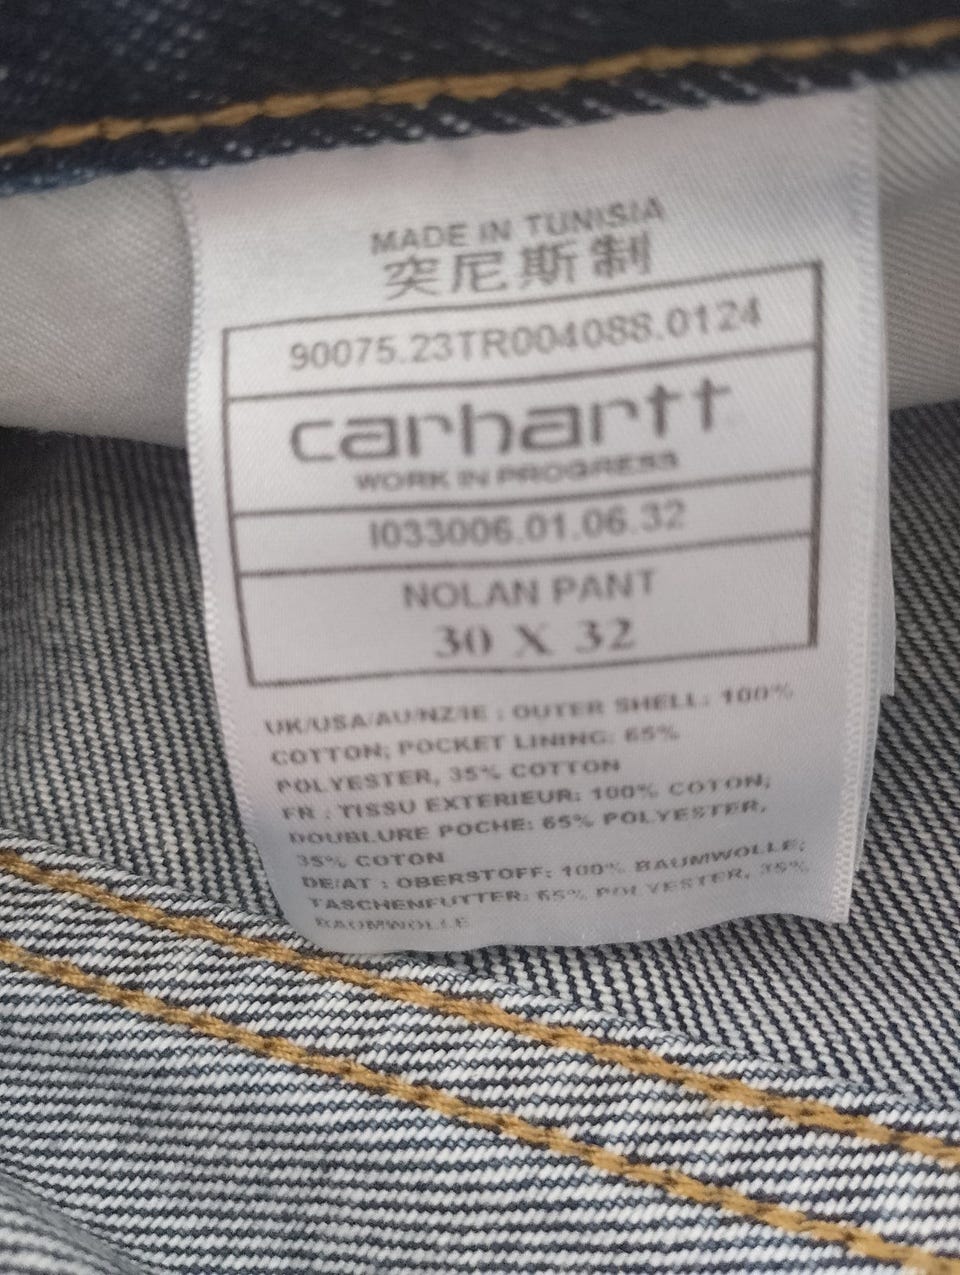 MADE IN TUNISIA
突尼斯制
90075.23TR004088.0124
carhartt
WORK IN PROGRESS
I033006.01.06.32
NOLAN PANT
30 X 32
UK/USA/AU/NZ/IE : OUTER SHELL: 100%
COTTON; POCKET LINING: 65%
POLYESTER, 35% COTTON
FR : TISSU EXTERIEUR: 100% COTON;
DOUBLURE POCHE: 65% POLYESTER,
35% COTON
DE/AT : OBERSTOFF: 100% BAUMWOLLE;
TASCHENFUTTER: 65% POLYESTER, 35%
BAUMWOLLE